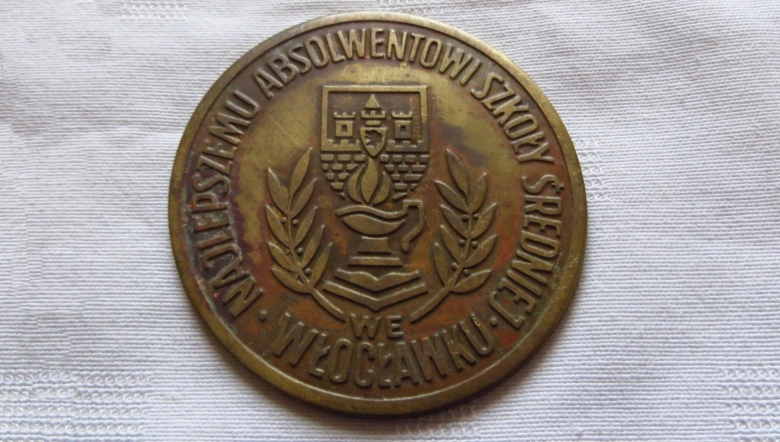 NAJLEPSZEMU ABSOLWENTOWI SZKOŁY ŚREDNIEJ
WE
· WŁOCŁAWKU ·